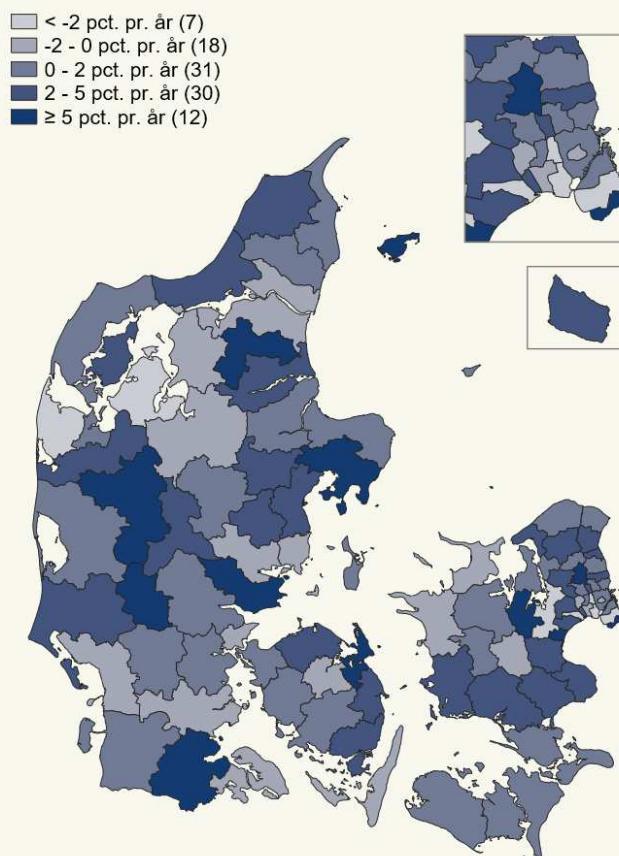 < -2 pct. pr. år (7)
-2 - 0 pct. pr. år (18)
0 - 2 pct. pr. år (31)
2 - 5 pct. pr. år (30)
≥ 5 pct. pr. år (12)